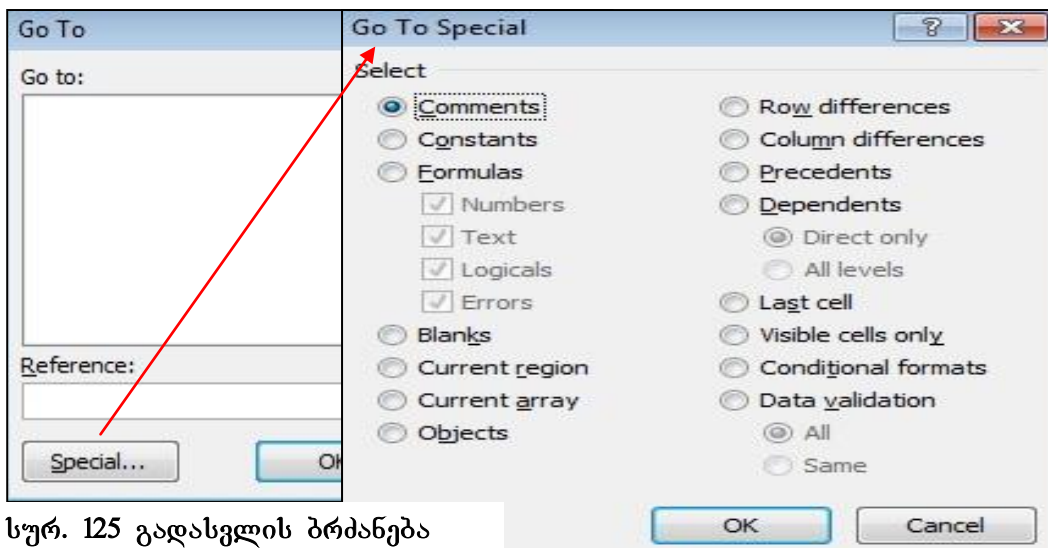 Go To
Go to:
Reference:
Special...
Go To Special
Select
Comments
Constants
Formulas
Numbers
Text
Logicals
Errors
Blanks
Current region
Current array
Objects
Row differences
Column differences
Precedents
Dependents
Direct only
All levels
Last cell
Visible cells only
Conditional formats
Data validation
All
Same
OK
Cancel
სურ. 125 გადასვლის ბრძანება